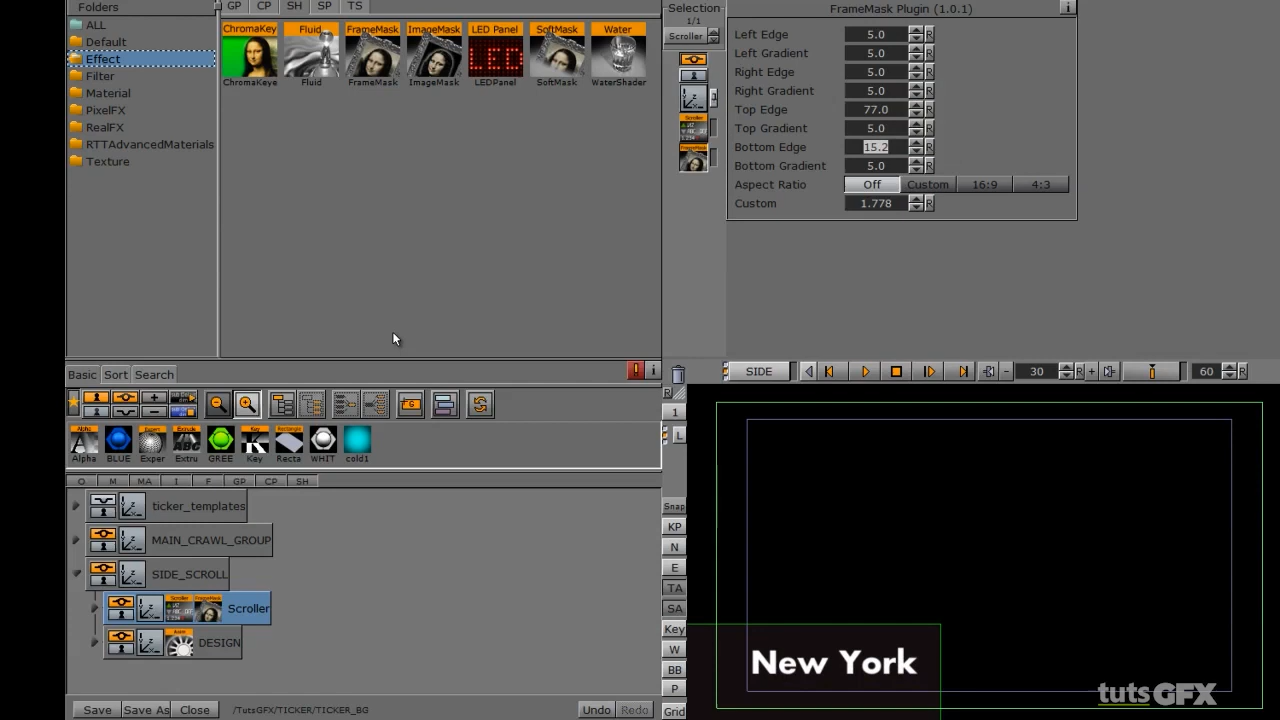 Folders
ALL
Default
Effect
Filter
Material
PixelFX
RealFX
RTTAdvancedMaterials
Texture
GP CP SH SP TS
ChromaKey Fluid FrameMask ImageMask LED Panel SoftMask Water
LED
ChromaKeye Fluid FrameMask ImageMask LEDPanel SoftMask WaterShader
Selection
1/1
Scroller
FrameMask Plugin (1.0.1) i
Left Edge 5.0 R
Left Gradient 5.0 R
Right Edge 5.0 R
Right Gradient 5.0 R
Top Edge 77.0 R
Top Gradient 5.0 R
Bottom Edge 15.2 R
Bottom Gradient 5.0 R
Aspect Ratio Off Custom 16:9 4:3
Custom 1.778 R
Basic Sort Search ! i
SIDE - 30 R + 60 R
Alpha BLUE Exper Extru GREE Key Recta WHIT cold1
O M MA I F GP CP SH
ticker_templates
MAIN_CRAWL_GROUP
SIDE_SCROLL
Scroller
DESIGN
R
1
L
Snap
KP
N
E
TA
SA
Key
W
BB
P
Grid
New York
tutsGFX
Save Save As Close /TutsGFX/TICKER/TICKER_BG Undo Redo